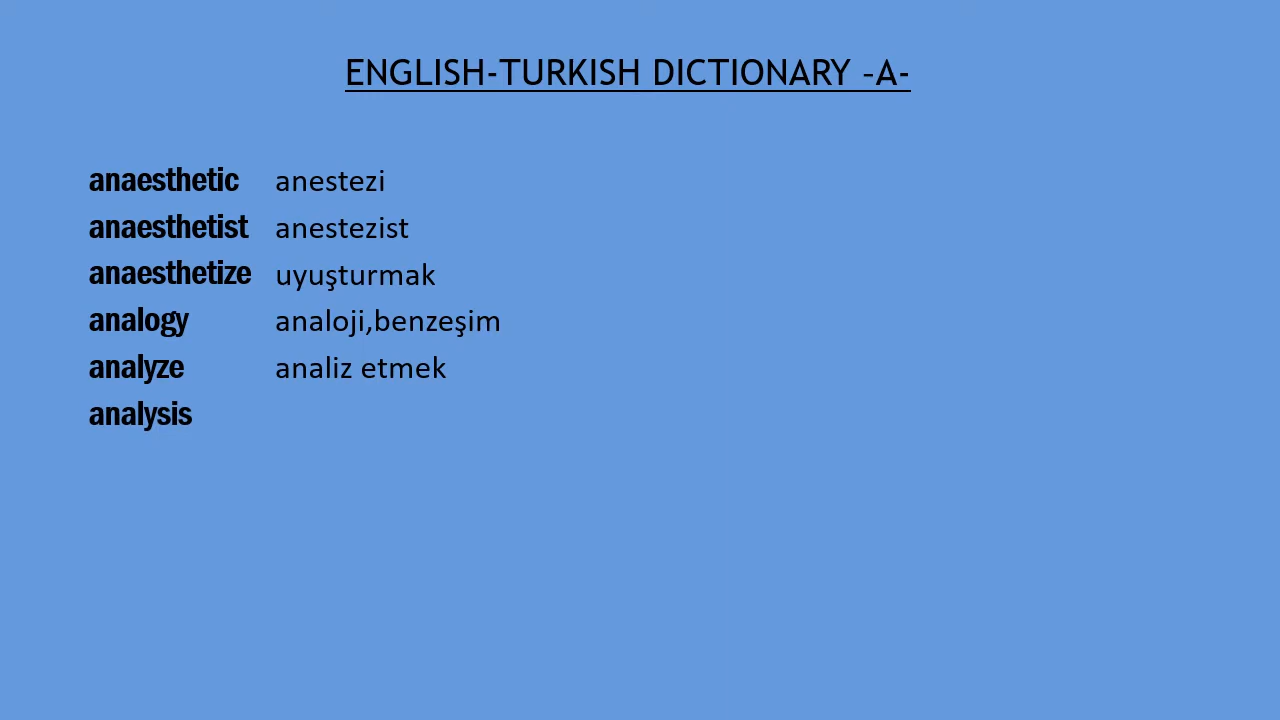 ENGLISH-TURKISH DICTIONARY –A-
anaesthetic anestezi
anaesthetist anestezist
anaesthetize uyuşturmak
analogy analoji,benzeşim
analyze analiz etmek
analysis